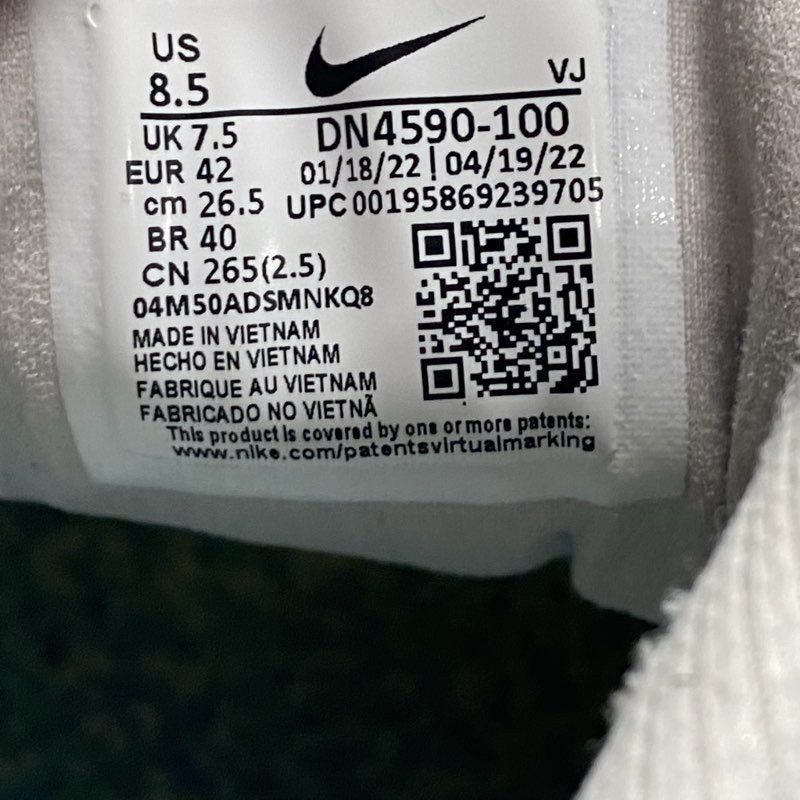 US
8.5
VJ
UK 7.5
DN4590-100
EUR 42
01/18/22 | 04/19/22
cm 26.5
UPC00195869239705
BR 40
CN 265(2.5)
04M50ADSMNKQ8
MADE IN VIETNAM
HECHO EN VIETNAM
FABRIQUE AU VIETNAM
FABRICADO NO VIETNÃ
This product is covered by one or more patents:
www.nike.com/patentsvirtualmarking